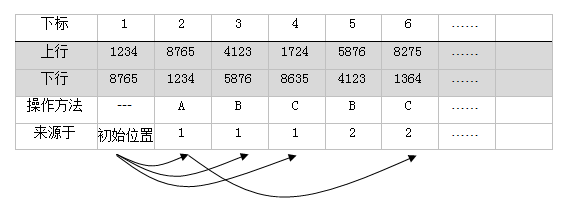 下标 1 2 3 4 5 6 ……
上行 1234 8765 4123 1724 5876 8275 ……
下行 8765 1234 5876 8635 4123 1364 ……
操作方法 --- A B C B C ……
来源于 初始位置 1 1 1 2 2 ……